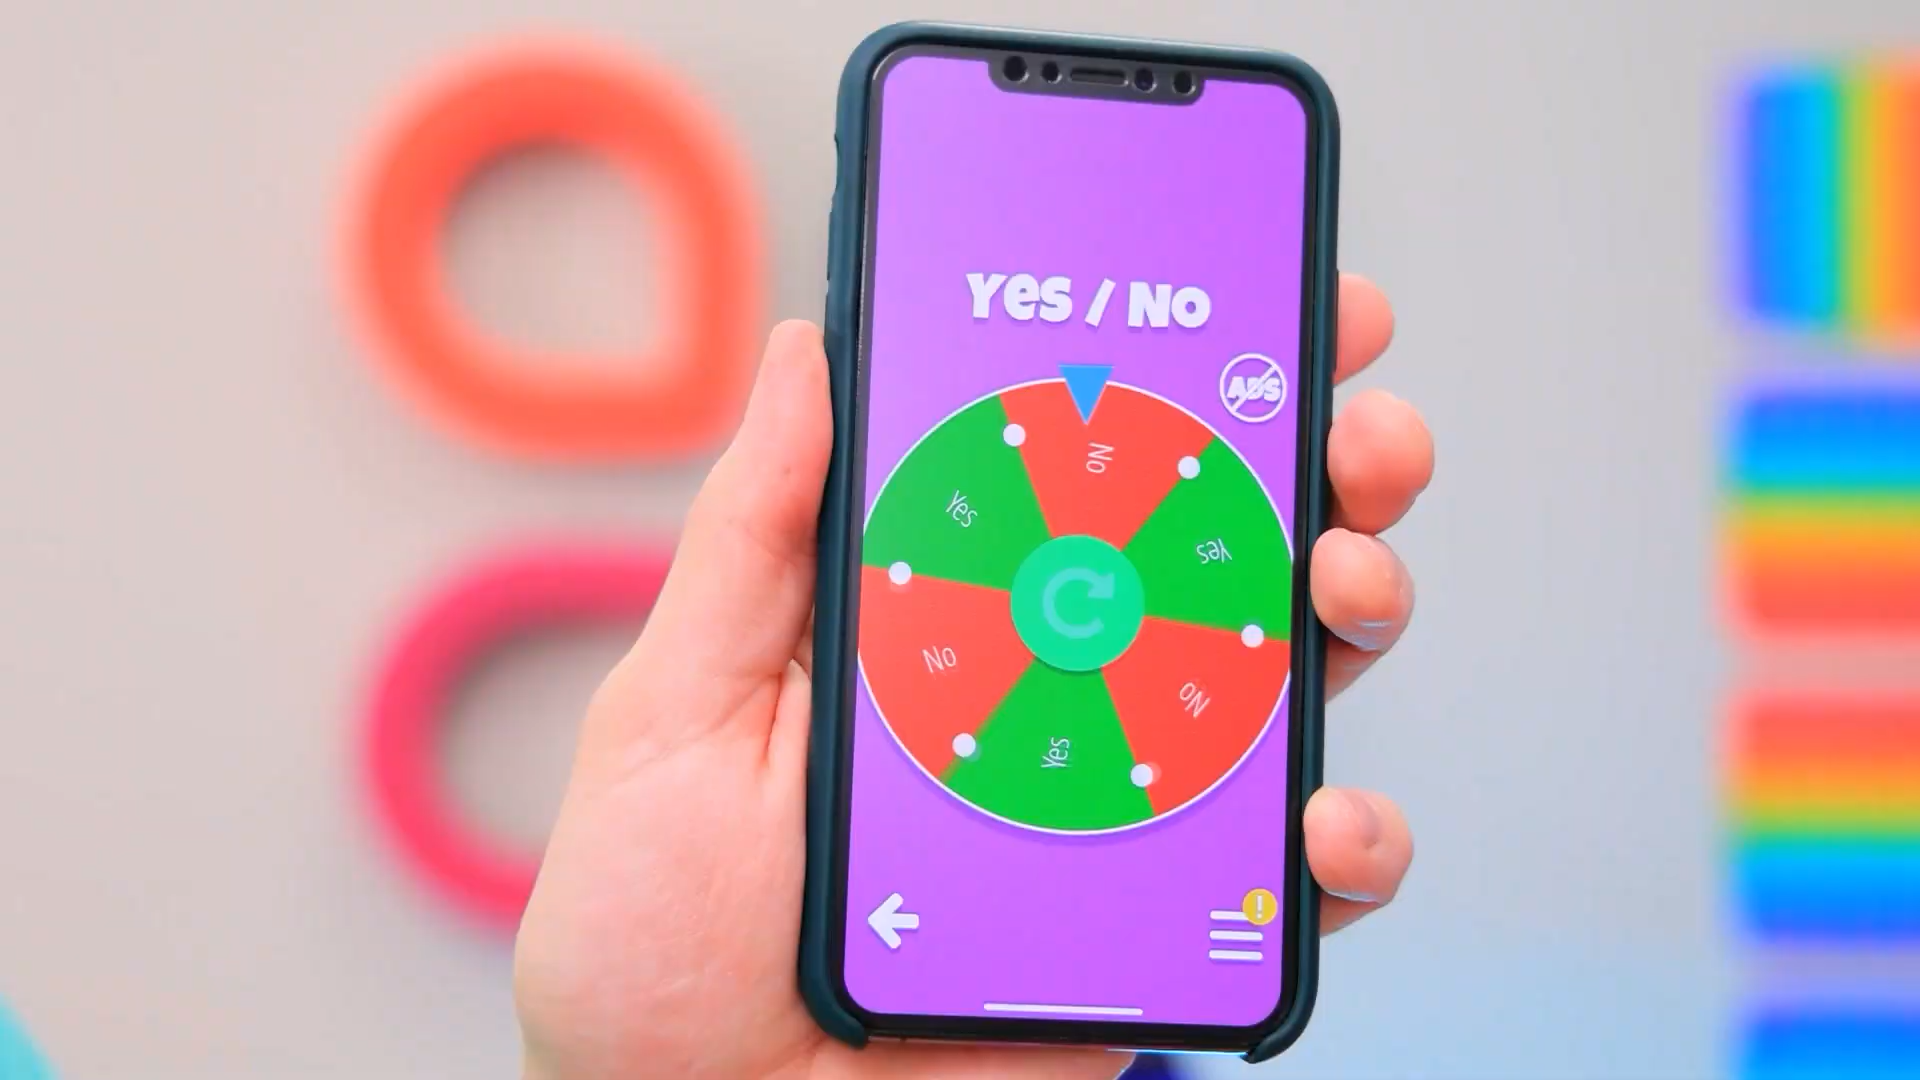 Yes / No
ADS
No
Yes
Yes
No
No
Yes
!